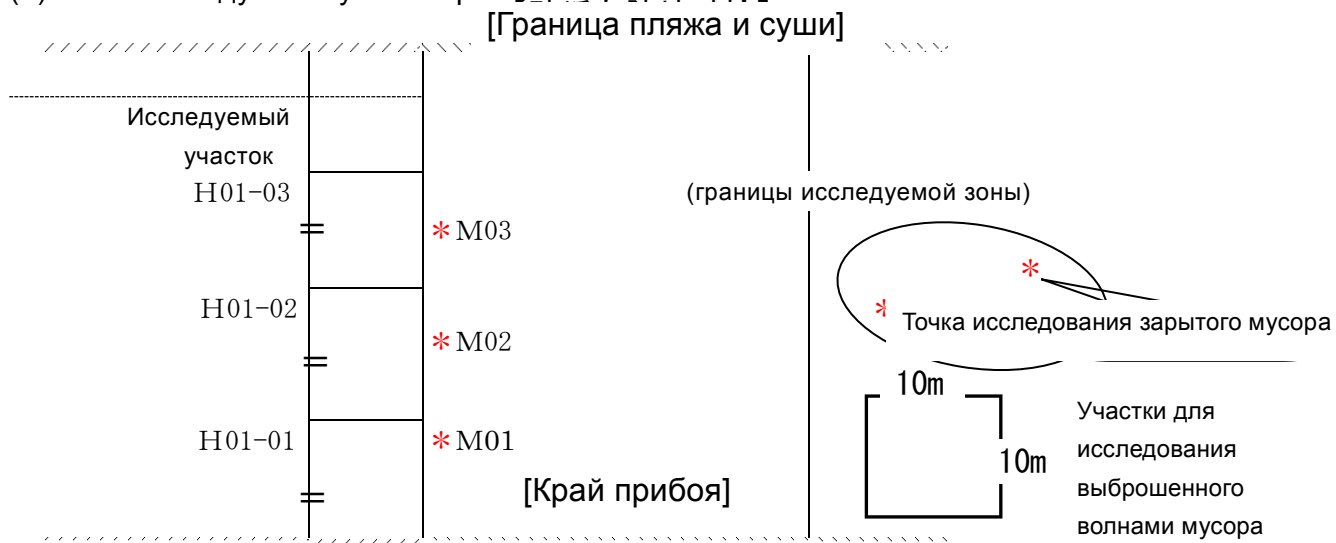 [Граница пляжа и суши]
Исследуемый
участок
H01-03
(границы исследуемой зоны)
*M03
*
H01-02
*
Точка исследования зарытого мусора
*M02
10m
Участки для
исследования
выброшенного
волнами мусора
H01-01
*M01
10m
[Край прибоя]